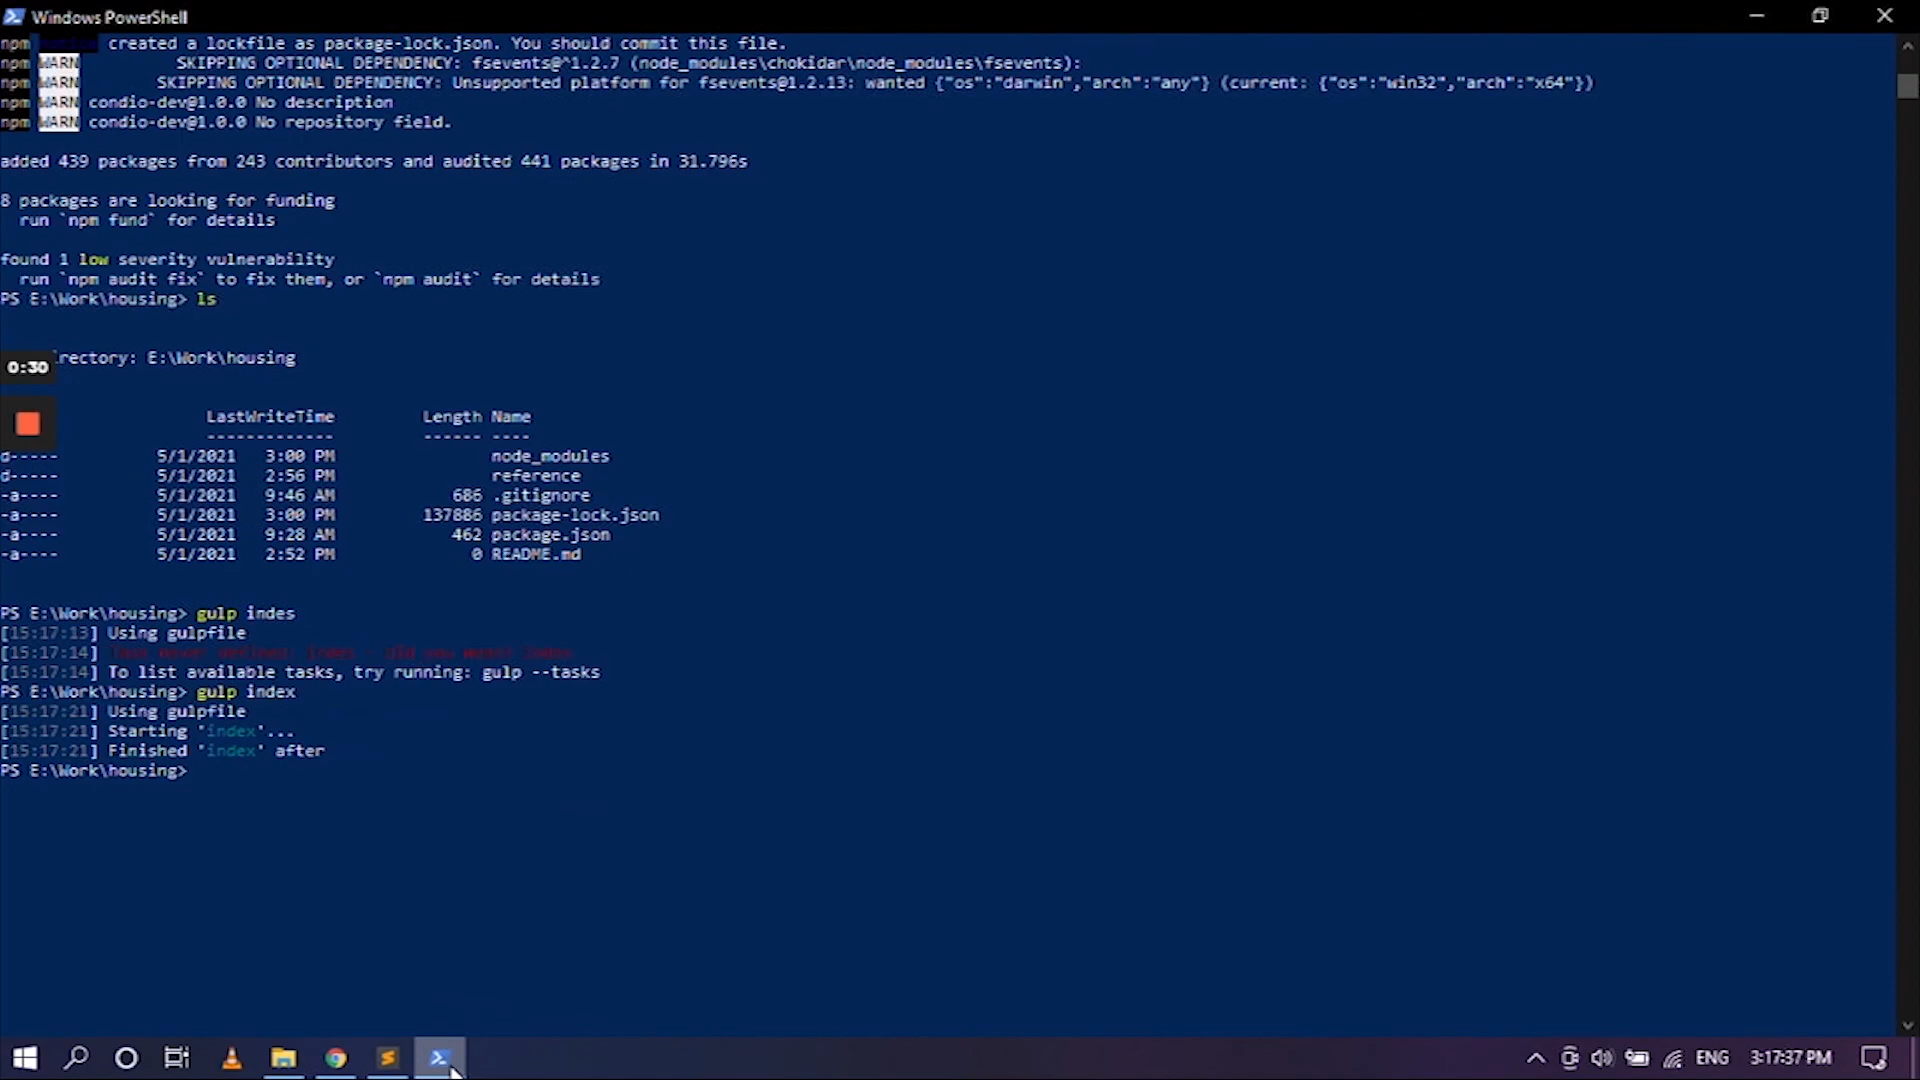 Windows PowerShell
npm created a lockfile as package-lock.json. You should commit this file.
npm WARN SKIPPING OPTIONAL DEPENDENCY: fsevents@^1.2.7 (node_modules\chokidar\node_modules\fsevents):
npm WARN SKIPPING OPTIONAL DEPENDENCY: Unsupported platform for fsevents@1.2.13: wanted {"os":"darwin","arch":"any"} (current: {"os":"win32","arch":"x64"})
npm WARN condio-dev@1.0.0 No description
npm WARN condio-dev@1.0.0 No repository field.
added 439 packages from 243 contributors and audited 441 packages in 31.796s
8 packages are looking for funding
run `npm fund` for details
found 1 low severity vulnerability
run `npm audit fix` to fix them, or `npm audit` for details
PS E:\Work\housing> ls
rectory: E:\Work\housing
0:30
LastWriteTime Length Name
------------- ------ ----
d----- 5/1/2021 3:00 PM node_modules
d----- 5/1/2021 2:56 PM reference
-a---- 5/1/2021 9:46 AM 686 .gitignore
-a---- 5/1/2021 3:00 PM 137886 package-lock.json
-a---- 5/1/2021 9:28 AM 462 package.json
-a---- 5/1/2021 2:52 PM 0 README.md
PS E:\Work\housing> gulp indes
[15:17:13] Using gulpfile
[15:17:14] Task never defined: indes - did you mean? index
[15:17:14] To list available tasks, try running: gulp --tasks
PS E:\Work\housing> gulp index
[15:17:21] Using gulpfile
[15:17:21] Starting 'index'...
[15:17:21] Finished 'index' after
PS E:\Work\housing>
ENG 3:17:37 PM